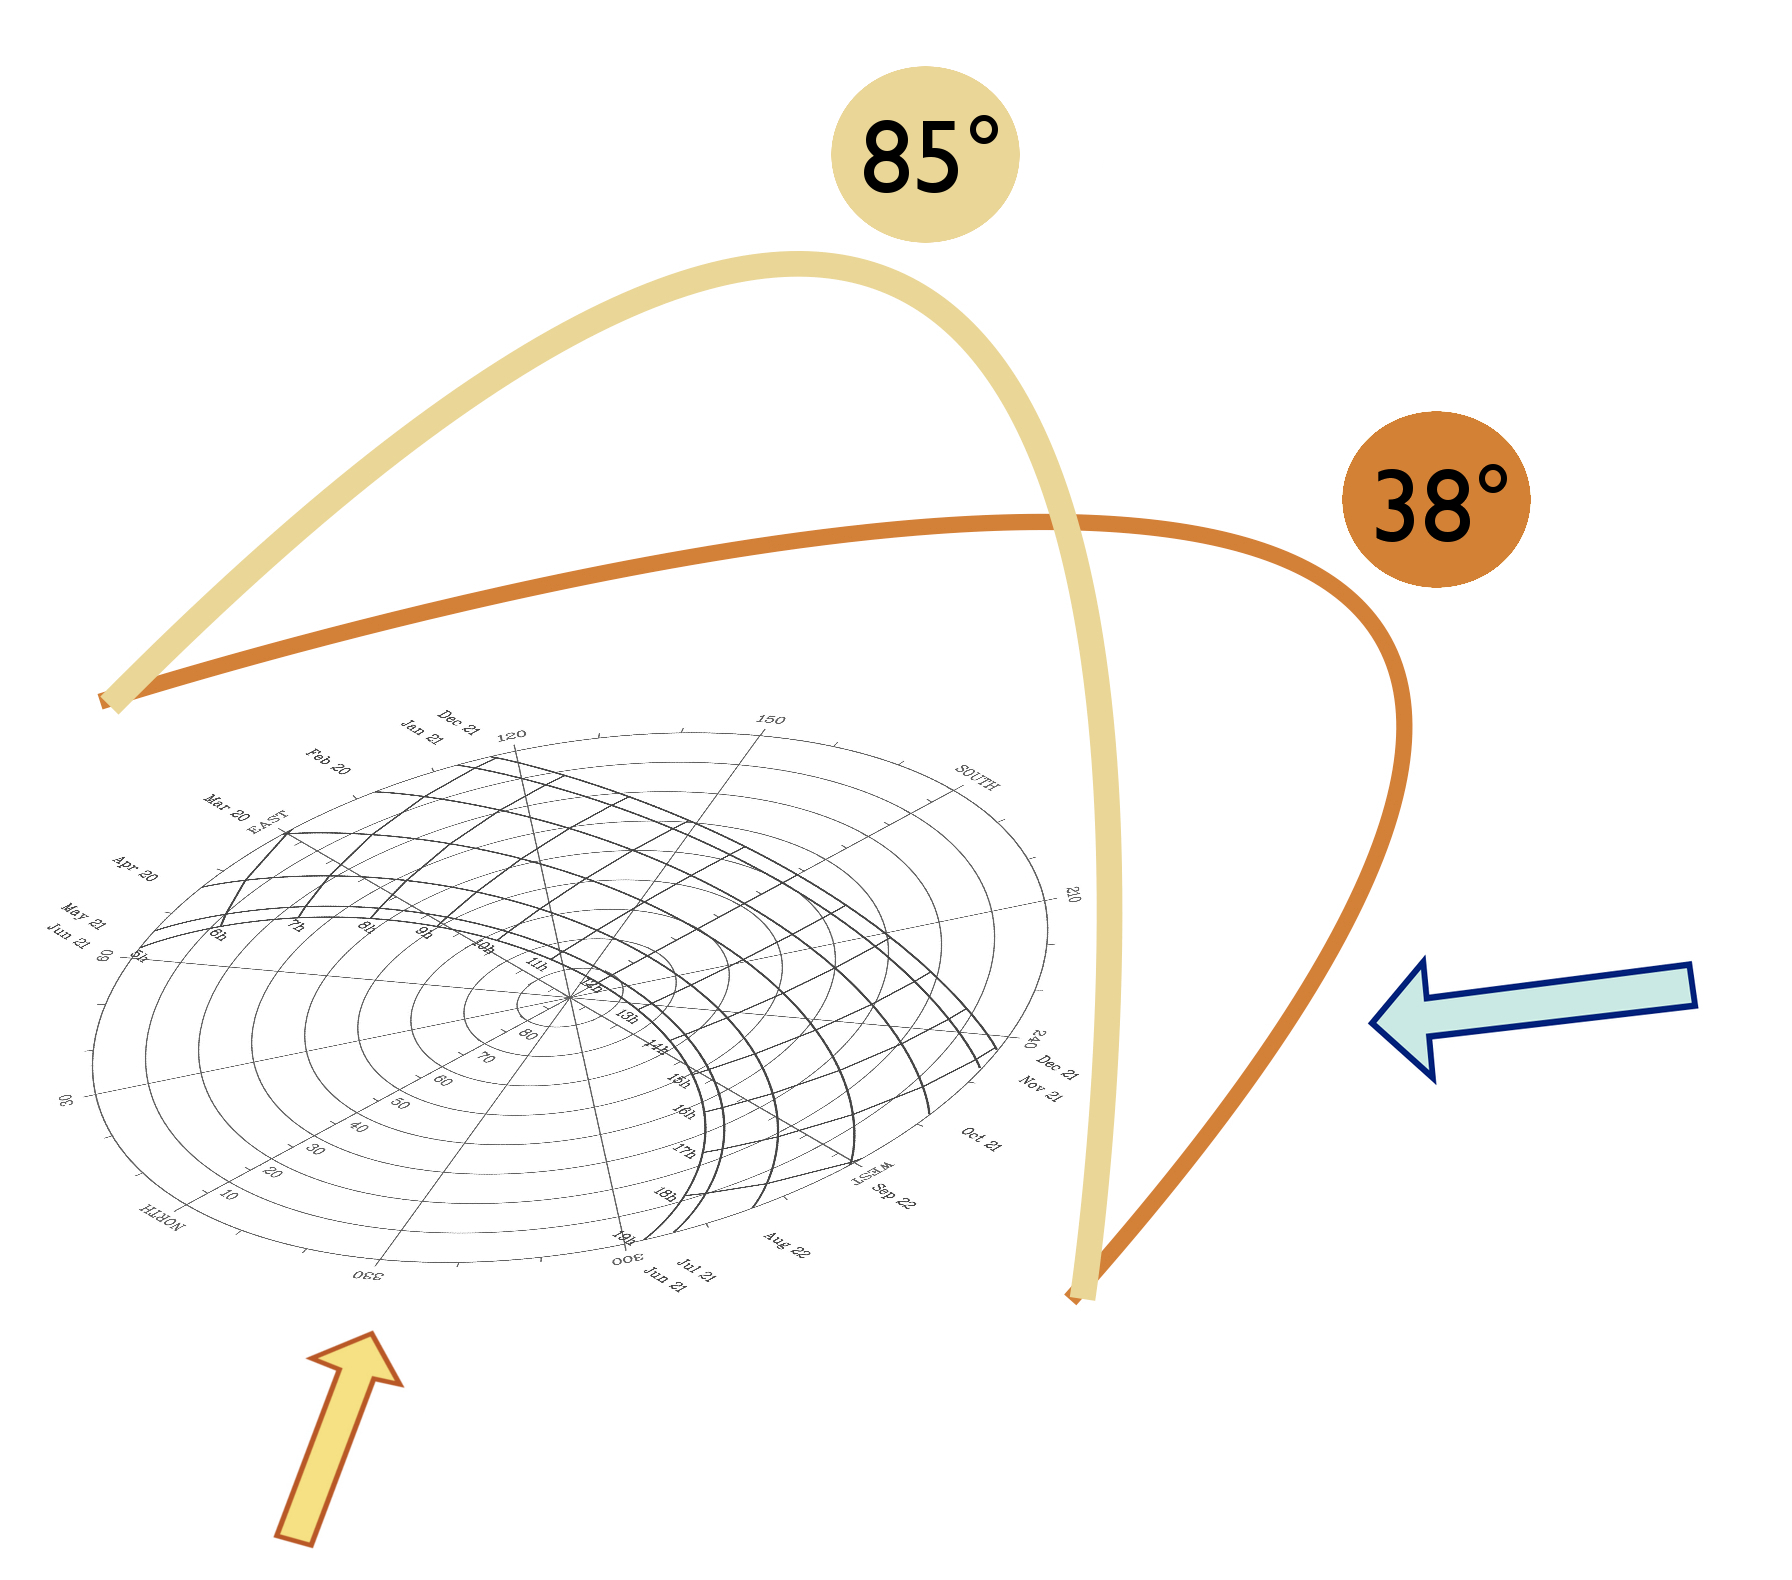 85°
38°
Dec 21
Jan 21
120
150
Feb 20
SOUTH
Mar 20
EAST
Apr 20
210
May 21
Jun 21
60
5h
6h
7h
8h
9h
10h
11h
12h
13h
14h
15h
16h
17h
18h
19h
80
70
60
50
40
30
20
10
30
240
Dec 21
Nov 21
Oct 21
WEST
Sep 22
Aug 22
Jul 21
Jun 21
300
330
NORTH